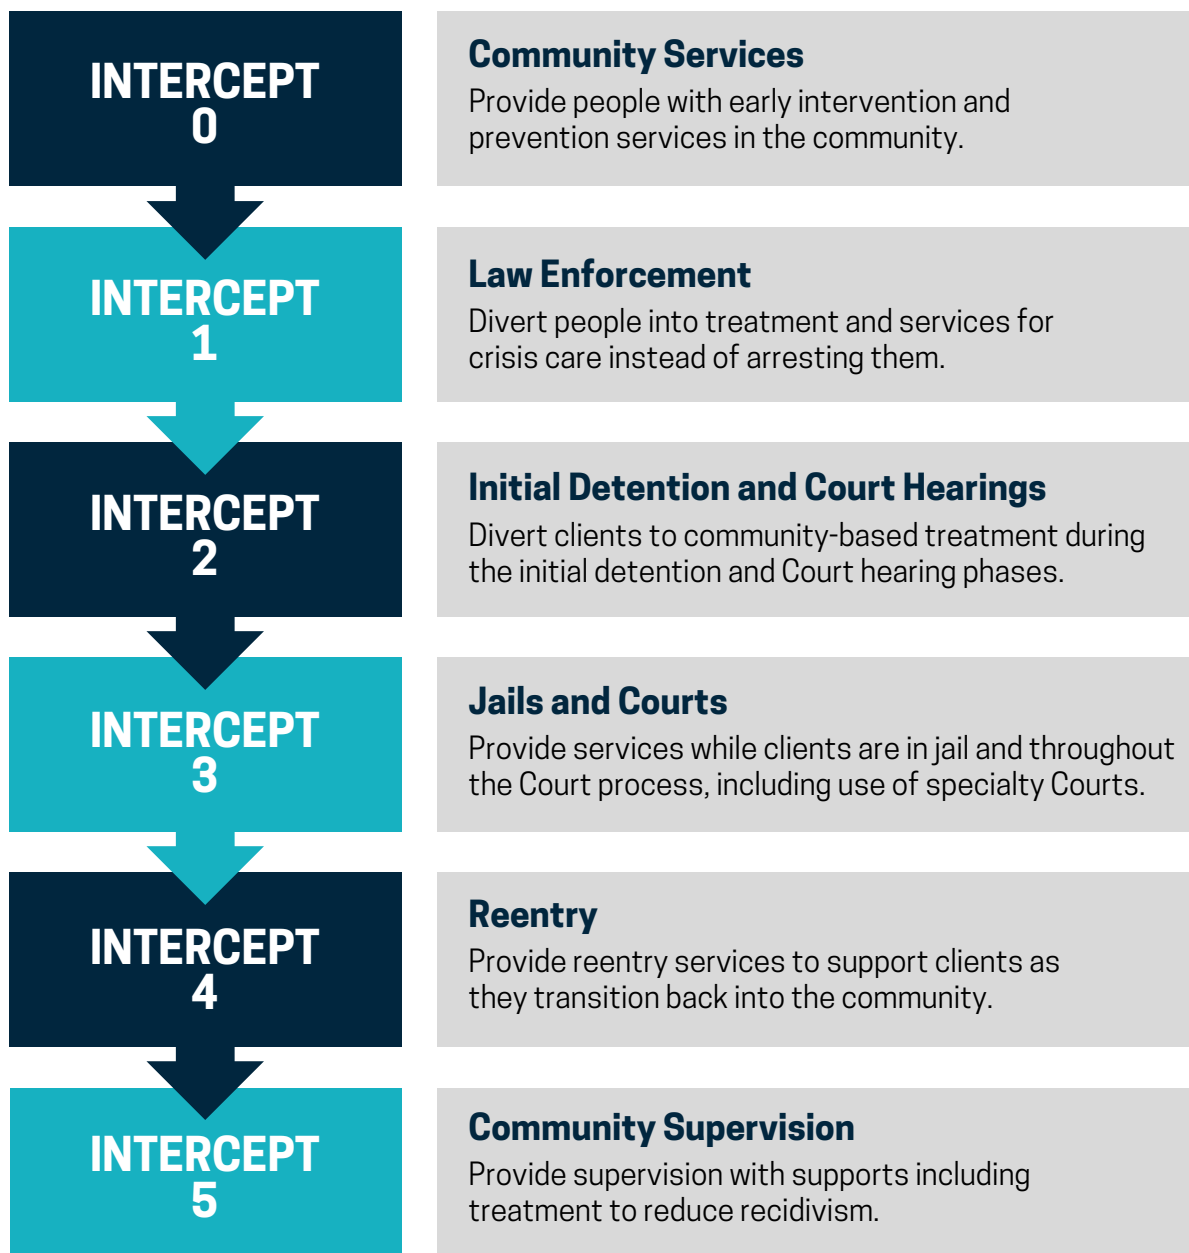 INTERCEPT
0
Community Services
Provide people with early intervention and
prevention services in the community.
INTERCEPT
1
Law Enforcement
Divert people into treatment and services for
crisis care instead of arresting them.
INTERCEPT
2
Initial Detention and Court Hearings
Divert clients to community-based treatment during
the initial detention and Court hearing phases.
INTERCEPT
3
Jails and Courts
Provide services while clients are in jail and throughout
the Court process, including use of specialty Courts.
INTERCEPT
4
Reentry
Provide reentry services to support clients as
they transition back into the community.
INTERCEPT
5
Community Supervision
Provide supervision with supports including
treatment to reduce recidivism.